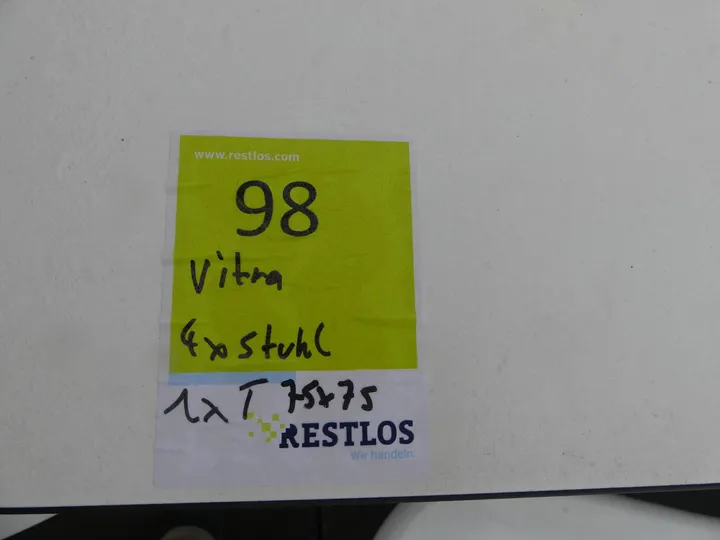 www.restlos.com
98
Vitra
4x Stuhl
1x T 75x75
RESTLOS
Wir handeln.